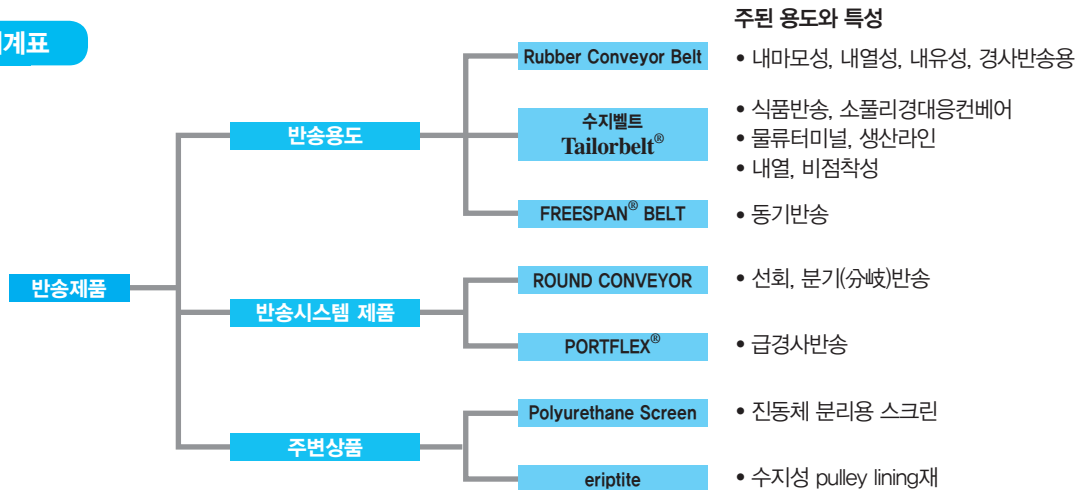 주된 용도와 특성
계표
Rubber Conveyor Belt
• 내마모성, 내열성, 내유성, 경사반송용
반송용도
수지벨트
Tailorbelt®
• 식품반송, 소풀리경대응컨베어
• 물류터미널, 생산라인
• 내열, 비점착성
FREESPAN® BELT
• 동기반송
반송제품
반송시스템 제품
ROUND CONVEYOR
• 선회, 분기(分岐)반송
PORTFLEX®
• 급경사반송
주변상품
Polyurethane Screen
• 진동체 분리용 스크린
eriptite
• 수지성 pulley lining재